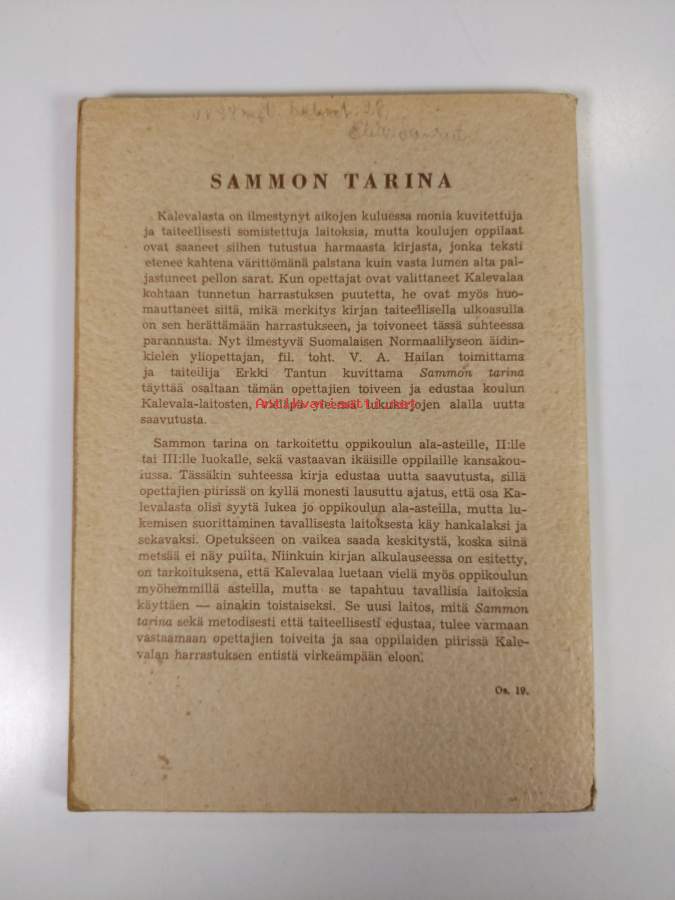 SAMMON TARINA
Kalevalasta on ilmestynyt aikojen kuluessa monia kuvitettuja
ja taiteellisesti somistettuja laitoksia, mutta koulujen oppilaat
ovat saaneet siihen tutustua harmaasta kirjasta, jonka teksti
etenee kahtena värittömänä palstana kuin vasta lumen alta pal-
jastuneet pellon sarat. Kun opettajat ovat valittaneet Kalevalaa
kohtaan tunnetun harrastuksen puutetta, he ovat myös huo-
mauttaneet siitä, mikä merkitys kirjan taiteellisella ulkoasulla
on sen herättämään harrastukseen, ja toivoneet tässä suhteessa
parannusta. Nyt ilmestyvä Suomalaisen Normaalilyseon äidin-
kielen yliopettajan, fil. toht. V. A. Hailan toimittama
ja taiteilija Erkki Tantun kuvittama Sammon tarina
täyttää osaltaan tämän opettajien toiveen ja edustaa koulun
Kalevala-laitosten, lukukirjojen alalla uutta
saavutusta.
Sammon tarina on tarkoitettu oppikoulun ala-asteille, II:lle
tai III:lle luokalle, sekä vastaavan ikäisille oppilaille kansakou-
lussa. Tässäkin suhteessa kirja edustaa uutta saavutusta, sillä
opettajien piirissä on kyllä monesti lausuttu ajatus, että osa Ka-
levalasta olisi syytä lukea jo oppikoulun ala-asteilla, mutta lu-
kemisen suorittaminen tavallisesta laitoksesta käy hankalaksi ja
sekavaksi. Opetukseen on vaikea saada keskitystä, koska siinä
metsää ei näy puilta. Niinkuin kirjan alkulauseessa on esitetty,
on tarkoituksena, että Kalevalaa luetaan vielä myös oppikoulun
myöhemmillä asteilla, mutta se tapahtuu tavallisia laitoksia
käyttäen — ainakin toistaiseksi. Se uusi laitos, mitä Sammon
tarina sekä metodisesti että taiteellisesti edustaa, tulee varmaan
vastaamaan opettajien toiveita ja saa oppilaiden piirissä Kale-
valan harrastuksen entistä virkeämpään eloon.
Os. 19.